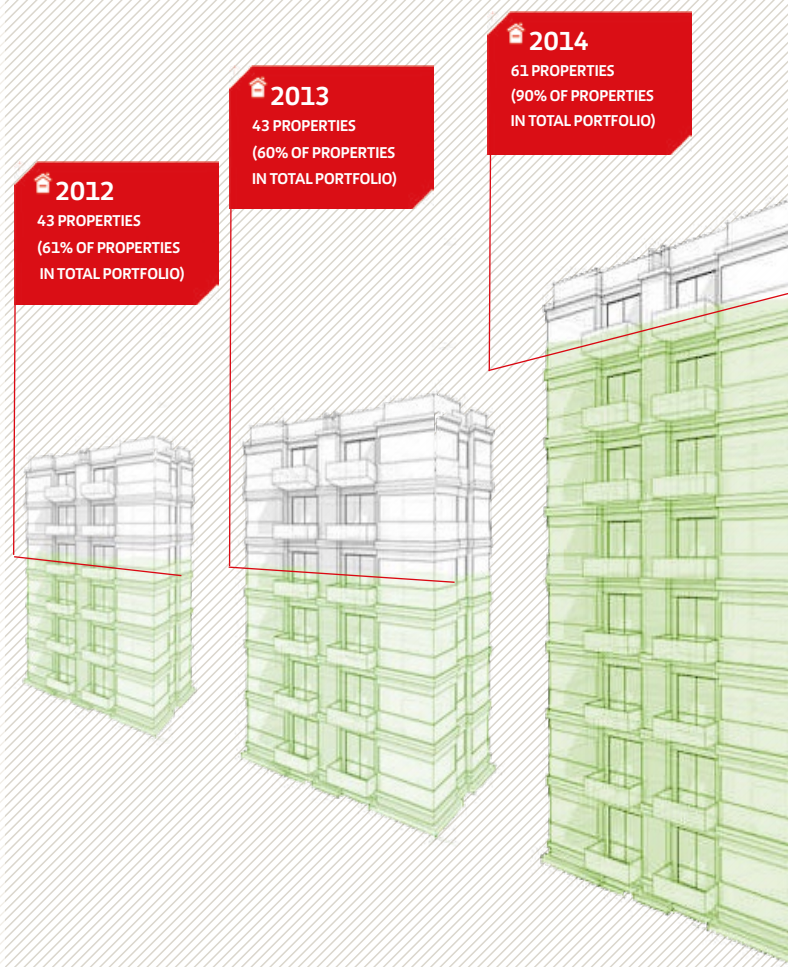 2012
43 PROPERTIES
(61% OF PROPERTIES
IN TOTAL PORTFOLIO)
2013
43 PROPERTIES
(60% OF PROPERTIES
IN TOTAL PORTFOLIO)
2014
61 PROPERTIES
(90% OF PROPERTIES
IN TOTAL PORTFOLIO)